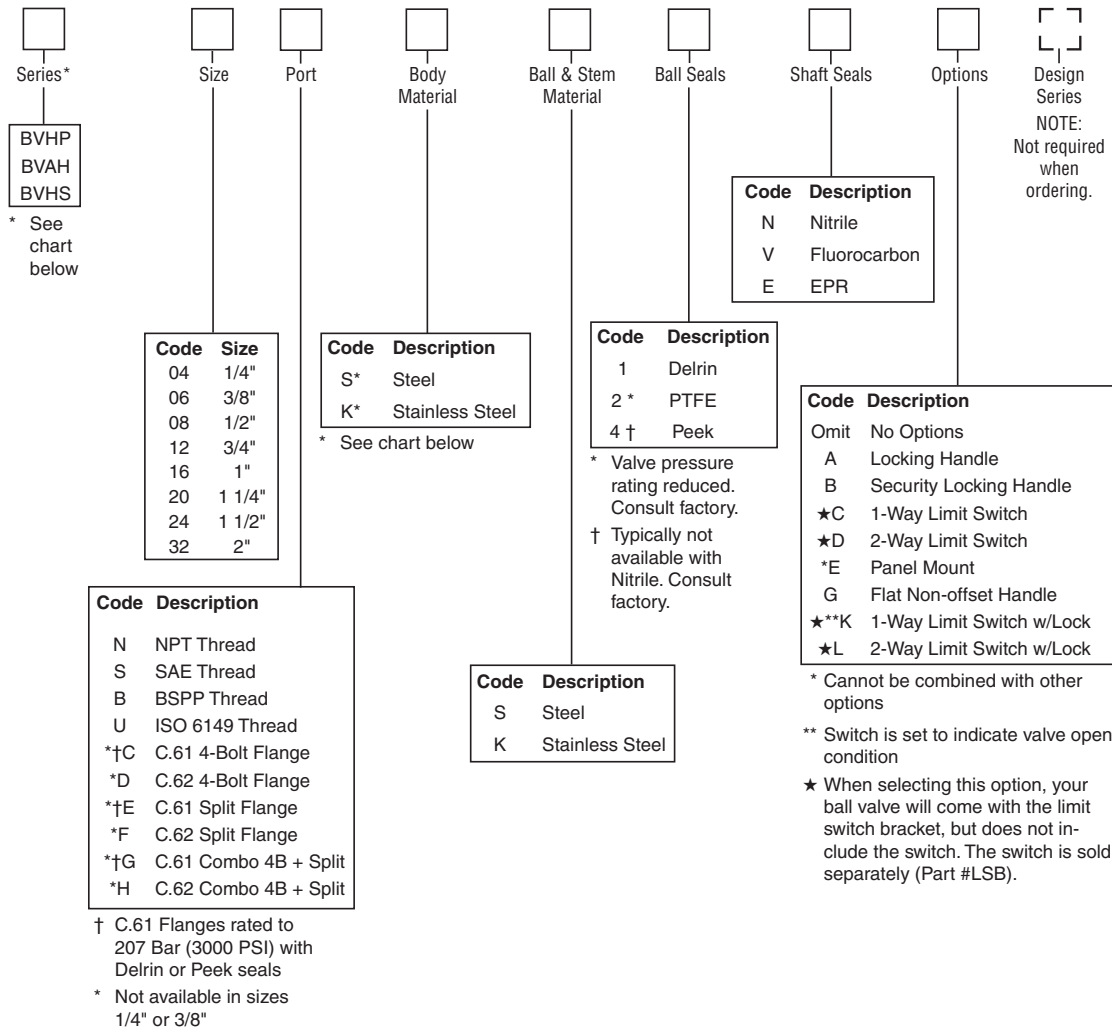 Series*
Size
Port
Body
Material
Ball & Stem
Material
Ball Seals
Shaft Seals
Options
Design
Series
NOTE:
Not required
when
ordering.
BVHP
BVAH
BVHS
* See
chart
below
Code Size
04 1/4"
06 3/8"
08 1/2"
12 3/4"
16 1"
20 1 1/4"
24 1 1/2"
32 2"
Code Description
N NPT Thread
S SAE Thread
B BSPP Thread
U ISO 6149 Thread
*†C C.61 4-Bolt Flange
*D C.62 4-Bolt Flange
*†E C.61 Split Flange
*F C.62 Split Flange
*†G C.61 Combo 4B + Split
*H C.62 Combo 4B + Split
† C.61 Flanges rated to
207 Bar (3000 PSI) with
Delrin or Peek seals
* Not available in sizes
1/4" or 3/8"
Code Description
S* Steel
K* Stainless Steel
* See chart below
Code Description
S Steel
K Stainless Steel
Code Description
1 Delrin
2 * PTFE
4 † Peek
* Valve pressure
rating reduced.
Consult factory.
† Typically not
available with
Nitrile. Consult
factory.
Code Description
N Nitrile
V Fluorocarbon
E EPR
Code Description
Omit No Options
A Locking Handle
B Security Locking Handle
★C 1-Way Limit Switch
★D 2-Way Limit Switch
*E Panel Mount
G Flat Non-offset Handle
★**K 1-Way Limit Switch w/Lock
★L 2-Way Limit Switch w/Lock
* Cannot be combined with other
options
** Switch is set to indicate valve open
condition
★ When selecting this option, your
ball valve will come with the limit
switch bracket, but does not in-
clude the switch. The switch is sold
separately (Part #LSB).